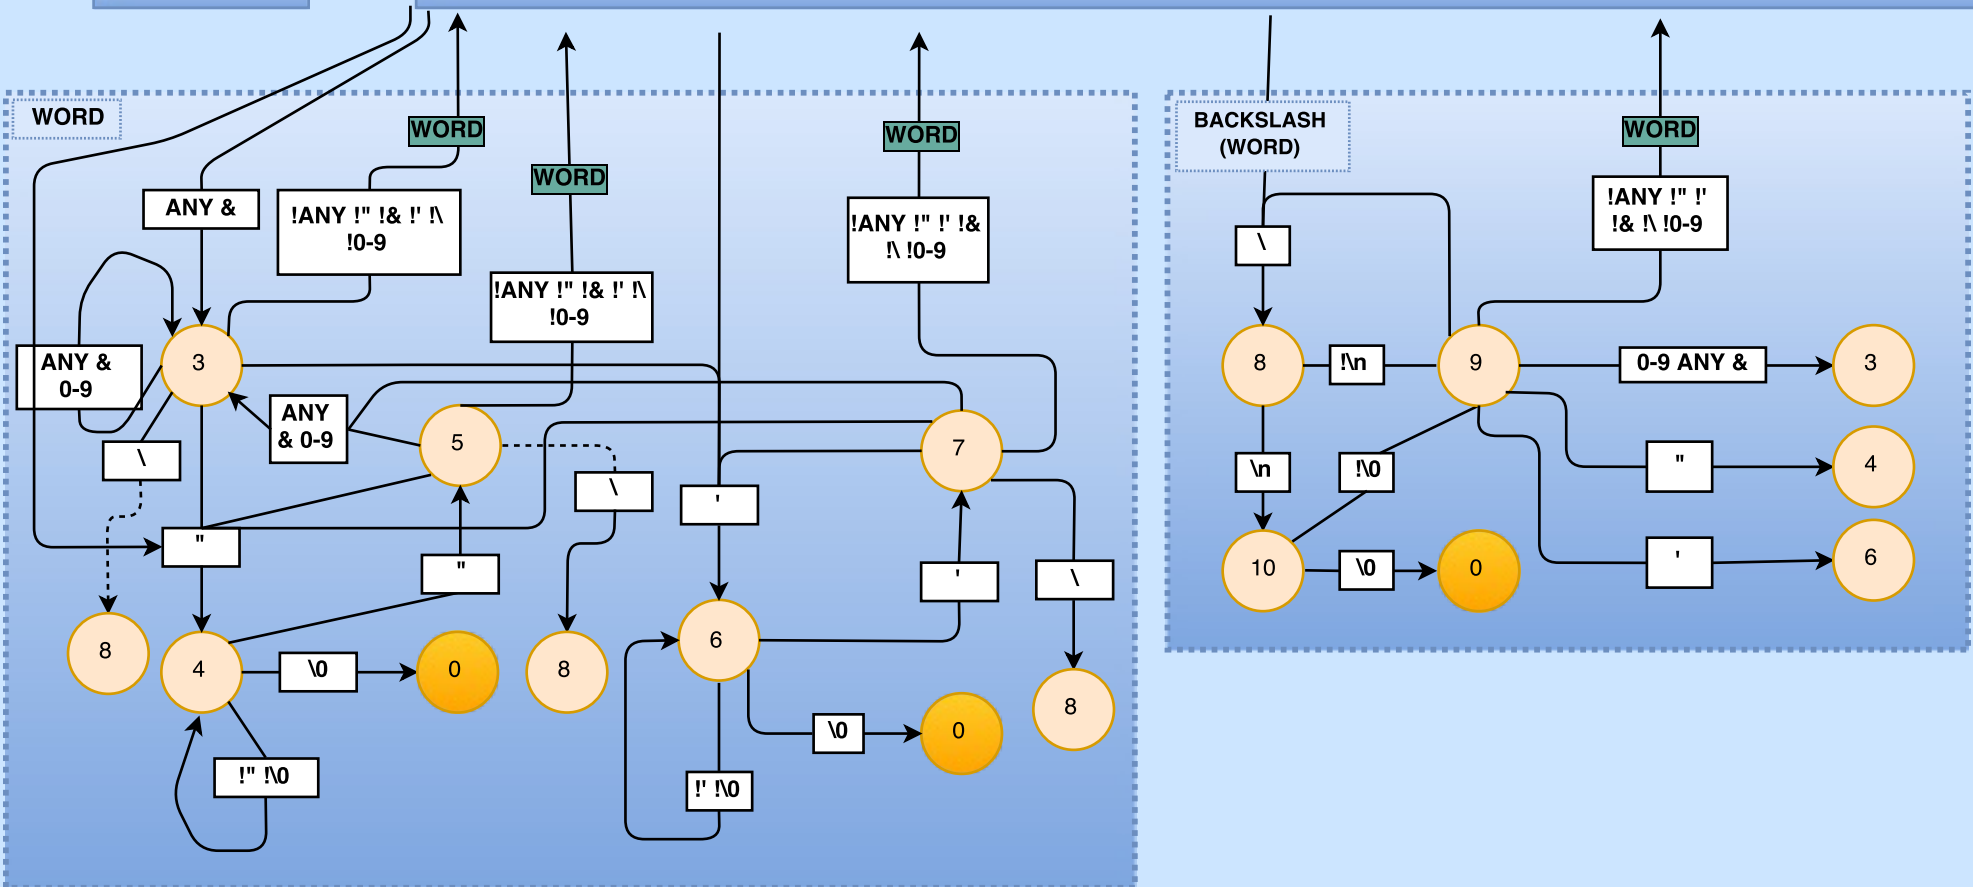 WORD
ANY &
!ANY !" !& !' !\
!0-9
WORD
WORD
!ANY !" !& !' !\
!0-9
WORD
!ANY !" !' !&
!\ !0-9
ANY &
0-9
3
ANY
& 0-9
5
7
\
"
"
\
'
'
\
8
4
\0
0
8
6
\0
0
8
!" !\0
!' !\0
BACKSLASH
(WORD)
\
WORD
!ANY !" !'
!& !\ !0-9
8
!\n
9
0-9 ANY &
3
\n
!\0
"
4
10
\0
0
'
6